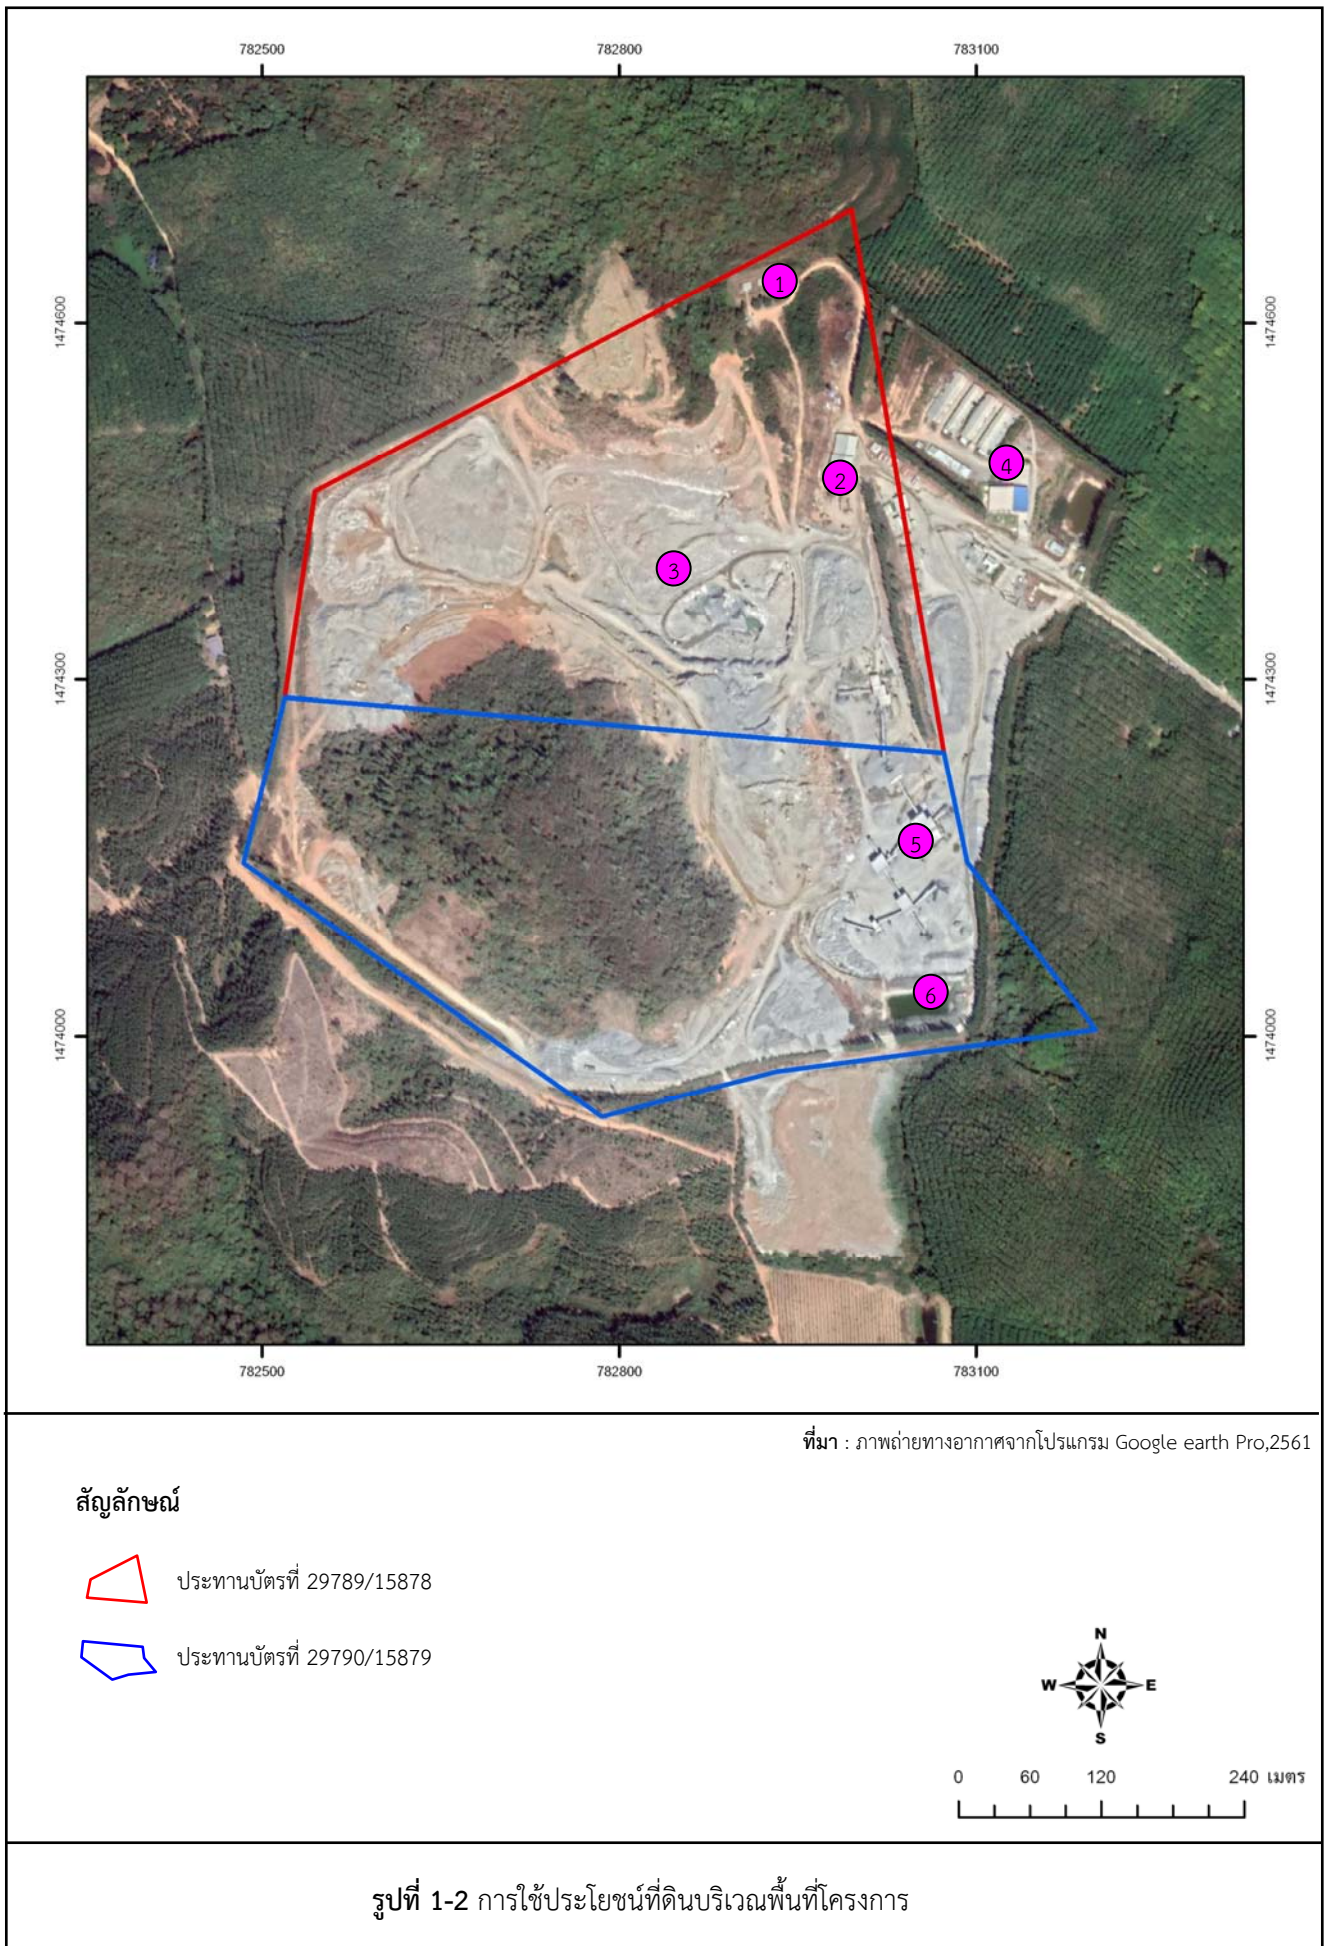 782500 782800 783100
1474600 1474600
1
2
4
3
1474300 1474300
5
6
1474000 1474000
782500 782800 783100
ที่มา : ภาพถ่ายทางอากาศจากโปรแกรม Google earth Pro,2561
สัญลักษณ์
ประทานบัตรที่ 29789/15878
ประทานบัตรที่ 29790/15879
N
W E
S
0 60 120 240 เมตร
รูปที่ 1-2 การใช้ประโยชน์ที่ดินบริเวณพื้นที่โครงการ